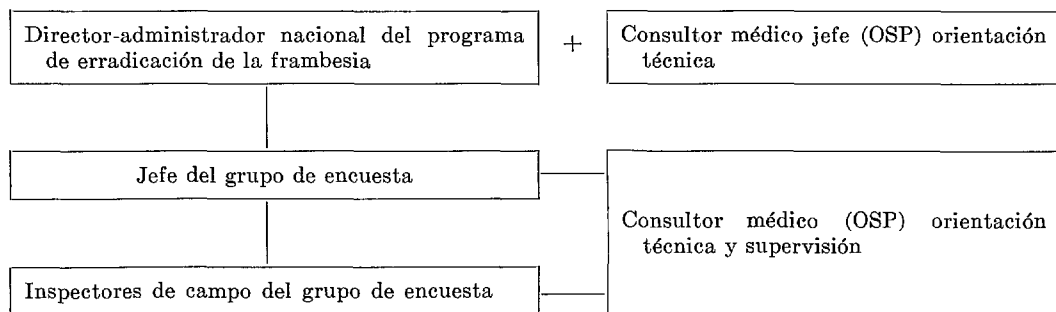 Director-administrador nacional del programa
de erradicación de la frambesia
+
Consultor médico jefe (OSP) orientación
técnica
Jefe del grupo de encuesta
Consultor médico (OSP) orientación
técnica y supervisión
Inspectores de campo del grupo de encuesta